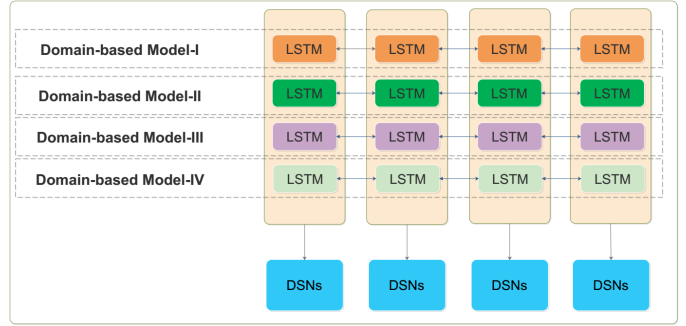 Domain-based Model-I LSTM LSTM LSTM LSTM
Domain-based Model-II LSTM LSTM LSTM LSTM
Domain-based Model-III LSTM LSTM LSTM LSTM
Domain-based Model-IV LSTM LSTM LSTM LSTM
DSNs DSNs DSNs DSNs